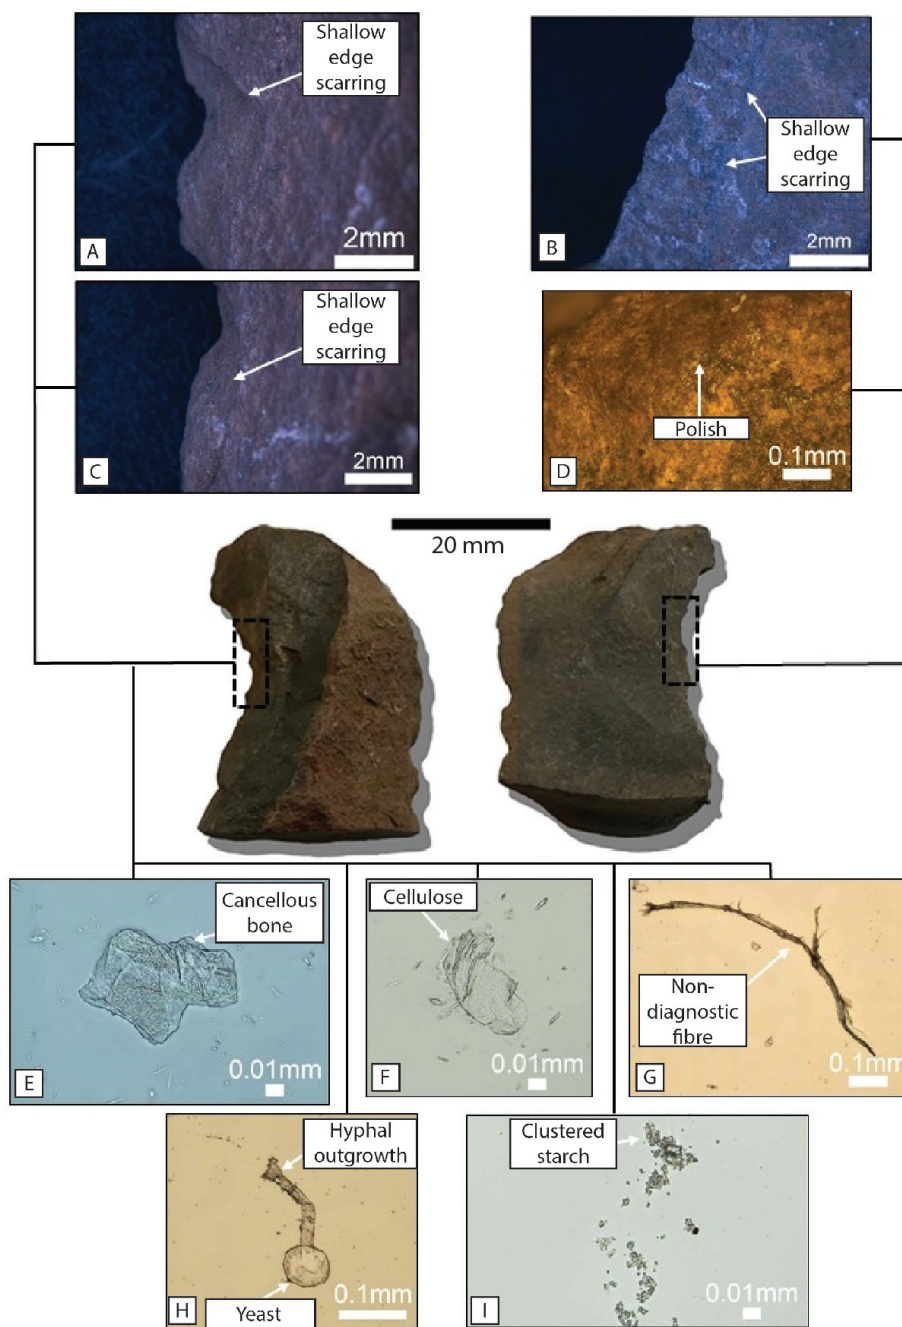 Shallow
edge
scarring
2mm
A
Shallow
edge
scarring
2mm
B
Shallow
edge
scarring
2mm
C
Polish
0.1mm
D
20 mm
Cancellous
bone
0.01mm
E
Cellulose
0.01mm
F
Non-
diagnostic
fibre
0.1mm
G
Hyphal
outgrowth
Yeast
0.1mm
H
Clustered
starch
0.01mm
I